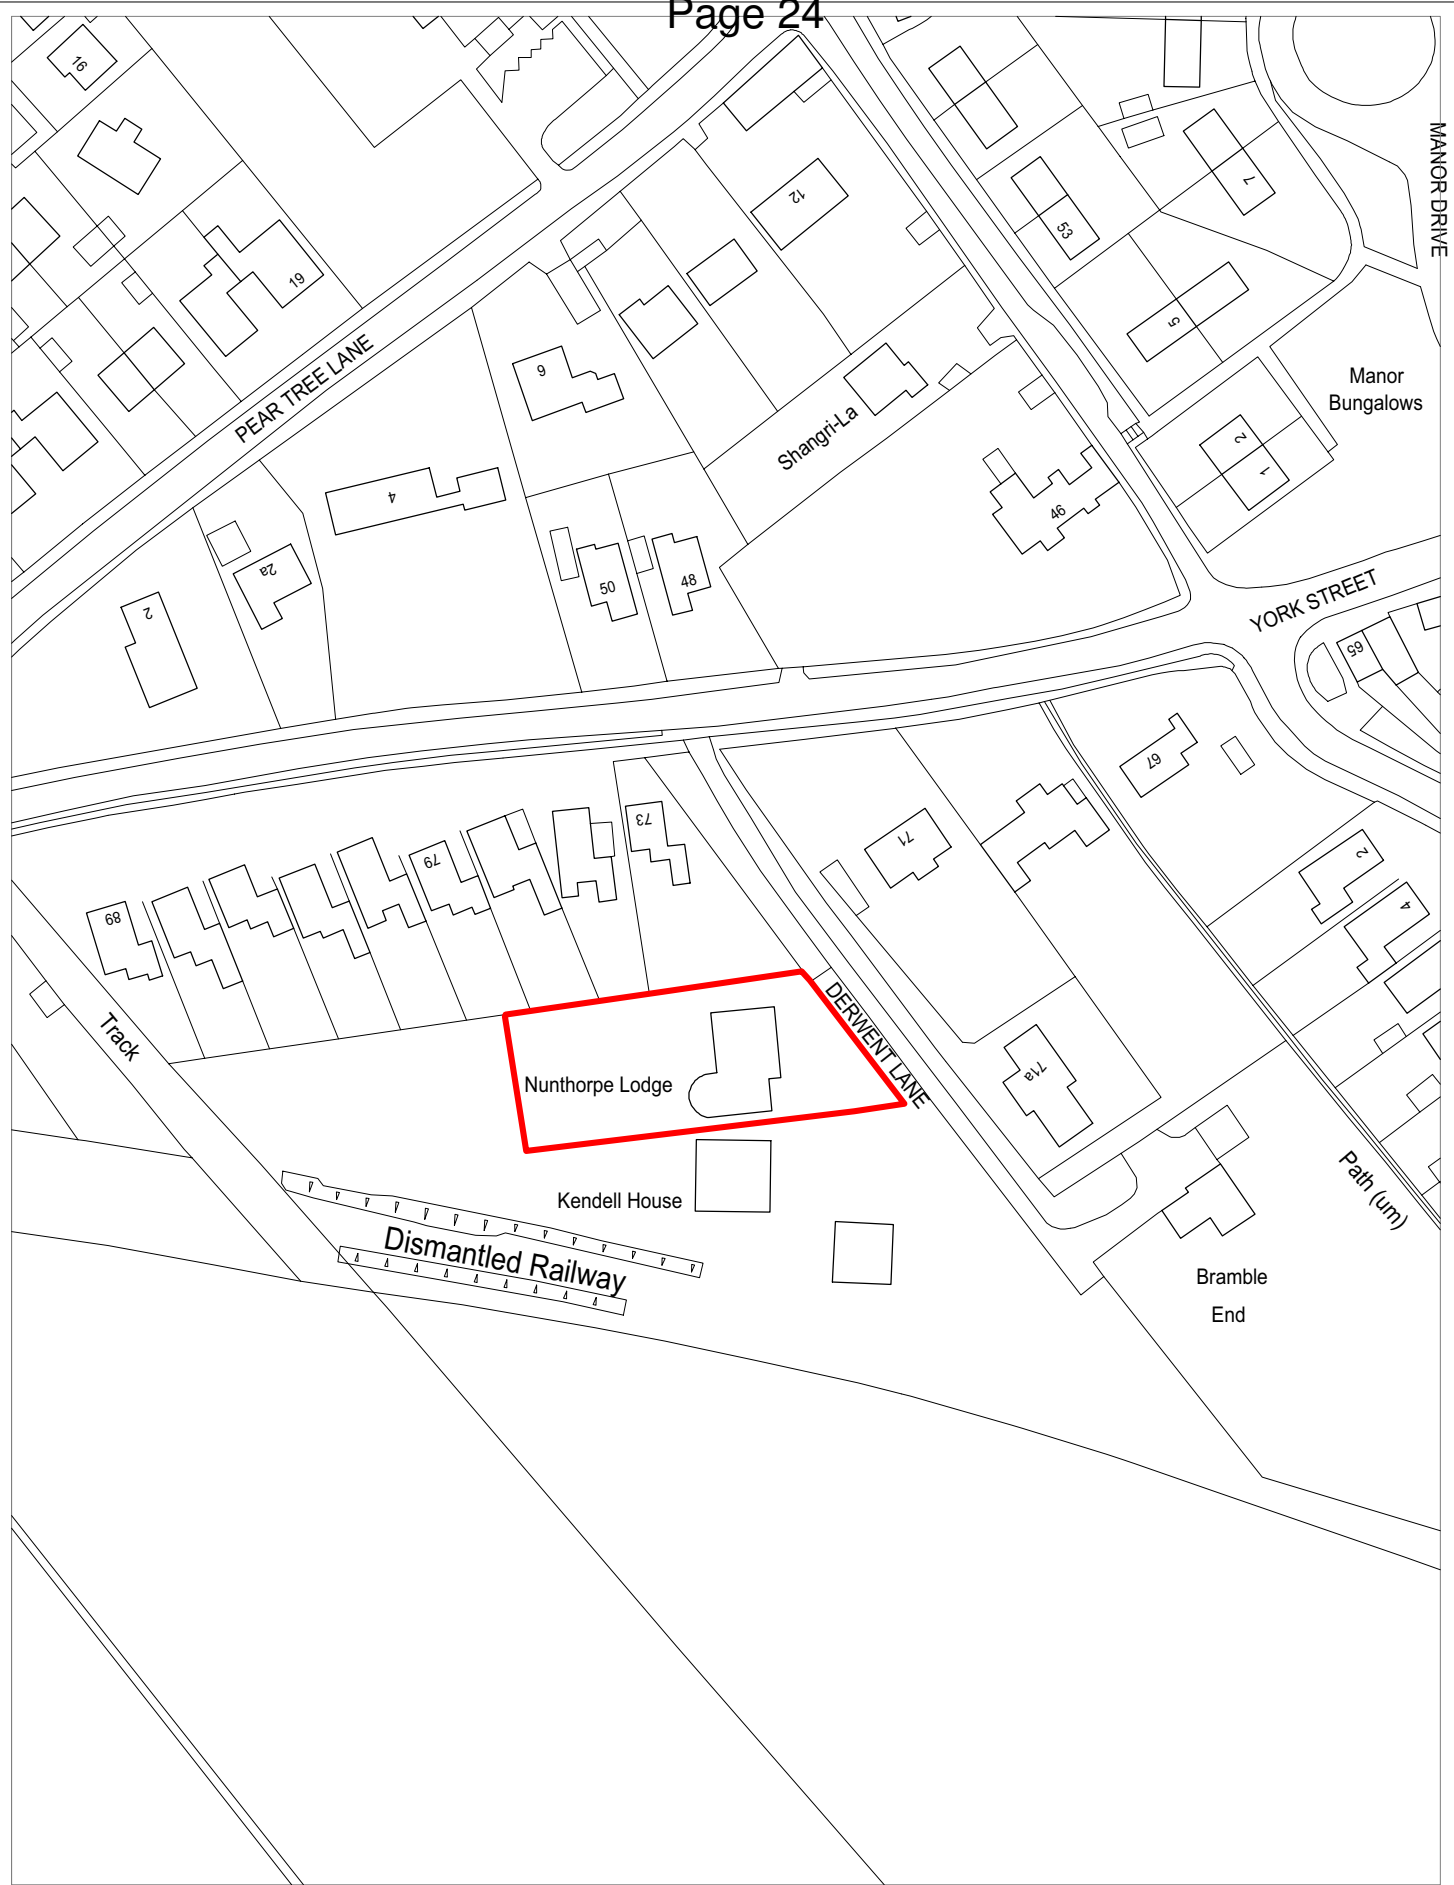 Page 24
16
MANOR DRIVE
12
7
53
19
5
PEAR TREE LANE
6
Manor
Bungalows
Shangri-La
2
1
4
46
2a
50
48
2
YORK STREET
65
67
73
71
79
2
4
89
DERWENT LANE
Track
Nunthorpe Lodge
71a
Kendell House
Path (um)
Dismantled Railway
Bramble
End